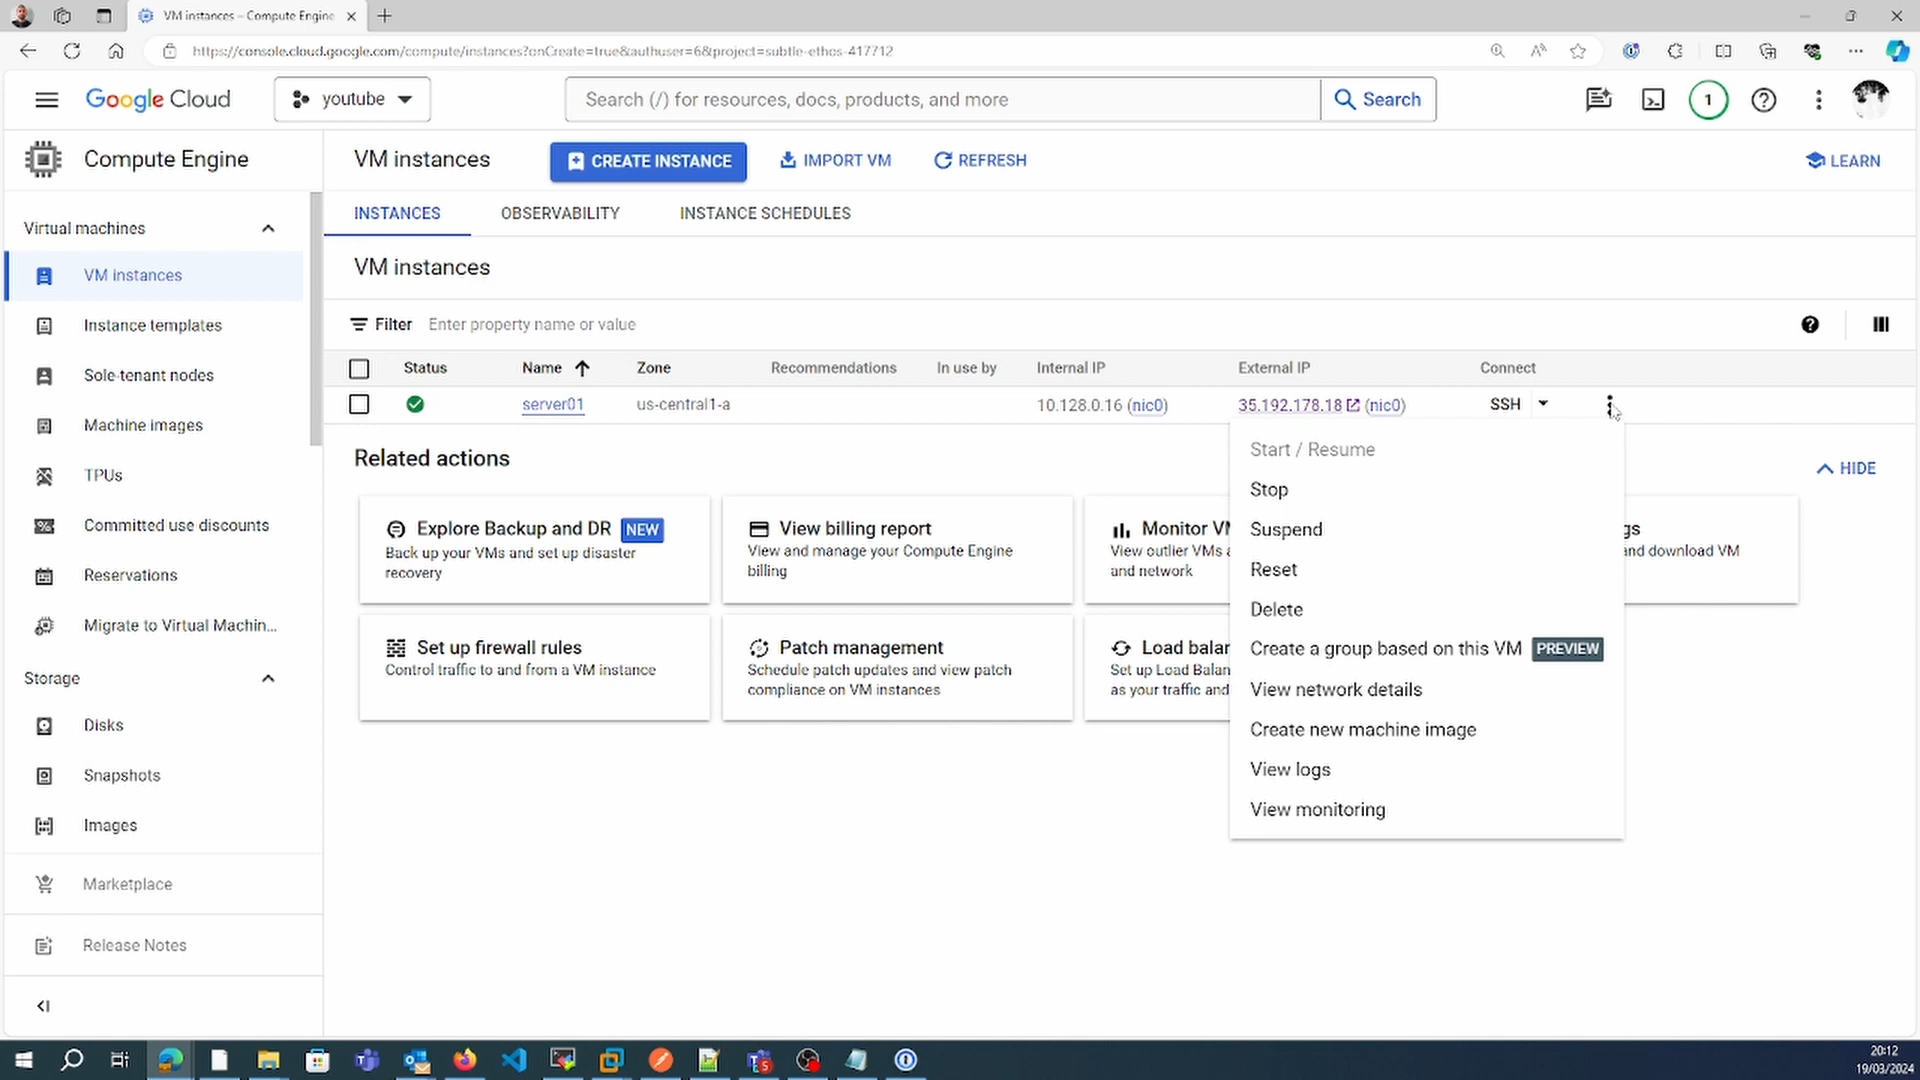 VM instances – Compute Engine
https://console.cloud.google.com/compute/instances?onCreate=true&authuser=6&project=subtle-ethos-417712
Google Cloud
youtube
Search (/) for resources, docs, products, and more
Search
1
Compute Engine
VM instances
CREATE INSTANCE
IMPORT VM
REFRESH
LEARN
Virtual machines
VM instances
Instance templates
Sole-tenant nodes
Machine images
TPUs
Committed use discounts
Reservations
Migrate to Virtual Machin...
Storage
Disks
Snapshots
Images
Marketplace
Release Notes
INSTANCES
OBSERVABILITY
INSTANCE SCHEDULES
VM instances
Filter
Enter property name or value
Status
Name
Zone
Recommendations
In use by
Internal IP
External IP
Connect
server01
us-central1-a
10.128.0.16 (nic0)
35.192.178.18 (nic0)
SSH
Related actions
HIDE
Explore Backup and DR
NEW
Back up your VMs and set up disaster
recovery
View billing report
View and manage your Compute Engine
billing
Monitor VM
View outlier VMs
and network
gs
and download VM
Set up firewall rules
Control traffic to and from a VM instance
Patch management
Schedule patch updates and view patch
compliance on VM instances
Load balan
Set up Load Balan
as your traffic and
Start / Resume
Stop
Suspend
Reset
Delete
Create a group based on this VM
PREVIEW
View network details
Create new machine image
View logs
View monitoring
20:12
19/03/2024